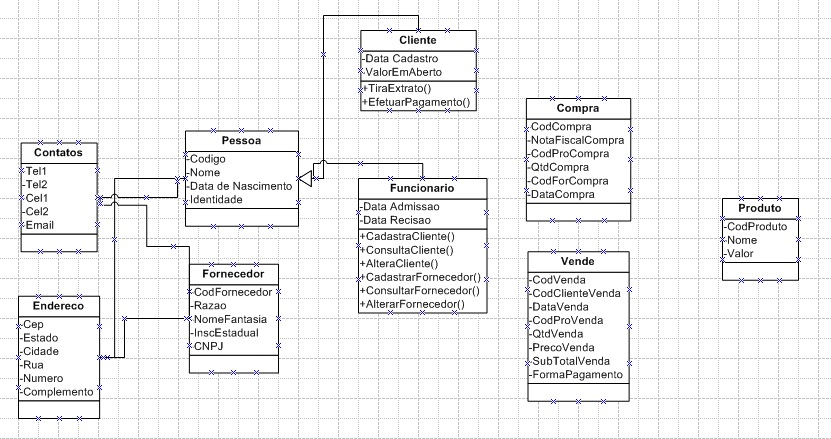 Cliente
-Data Cadastro
-ValorEmAberto
+TiraExtrato()
+EfetuarPagamento()
Pessoa
-Codigo
-Nome
-Data de Nascimento
-Identidade
Contatos
-Tel1
-Tel2
-Cel1
-Cel2
-Email
Funcionario
-Data Admissao
-Data Recisao
+CadastraCliente()
+ConsultaCliente()
+AlteraCliente()
+CadastrarFornecedor()
+ConsultarFornecedor()
+AlterarFornecedor()
Fornecedor
-CodFornecedor
-Razao
-NomeFantasia
-InscEstadual
-CNPJ
Endereco
-Cep
-Estado
-Cidade
-Rua
-Numero
-Complemento
Compra
-CodCompra
-NotaFiscalCompra
-CodProCompra
-QtdCompra
-CodForCompra
-DataCompra
Vende
-CodVenda
-CodClienteVenda
-DataVenda
-CodProVenda
-QtdVenda
-PrecoVenda
-SubTotalVenda
-FormaPagamento
Produto
-CodProduto
-Nome
-Valor